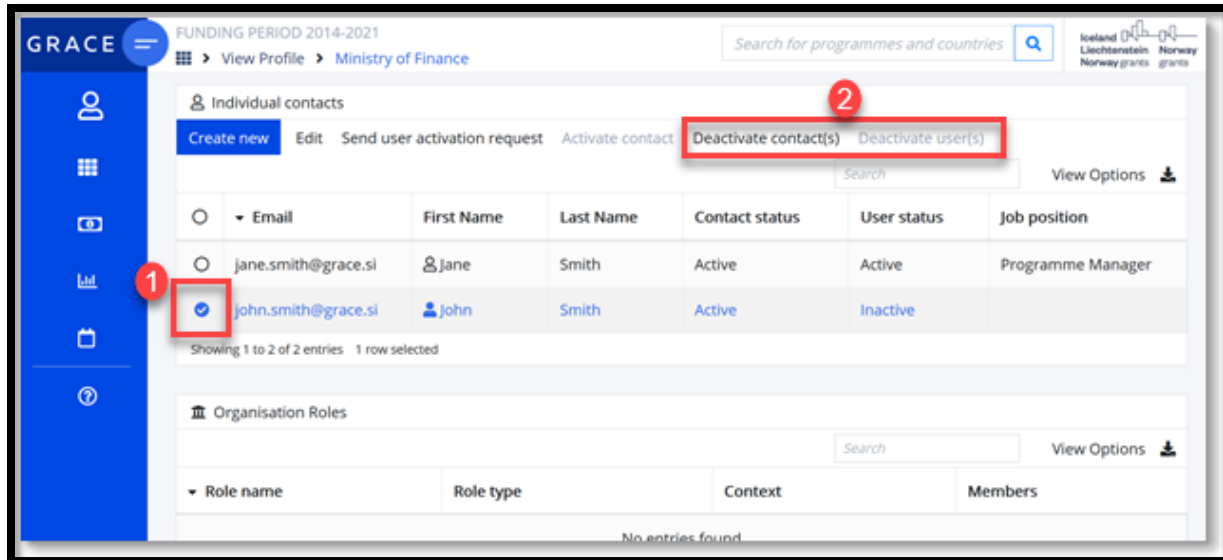 GRACE
FUNDING PERIOD 2014-2021
View Profile > Ministry of Finance
Search for programmes and countries
Iceland
Liechtenstein Norway
Norway grants grants
Individual contacts
2
Create new Edit Send user activation request Activate contact Deactivate contact(s) Deactivate user(s)
Search View Options
Email First Name Last Name Contact status User status Job position
jane.smith@grace.si Jane Smith Active Active Programme Manager
1
john.smith@grace.si John Smith Active Inactive
Showing 1 to 2 of 2 entries 1 row selected
Organisation Roles
Search View Options
Role name Role type Context Members
No entries found